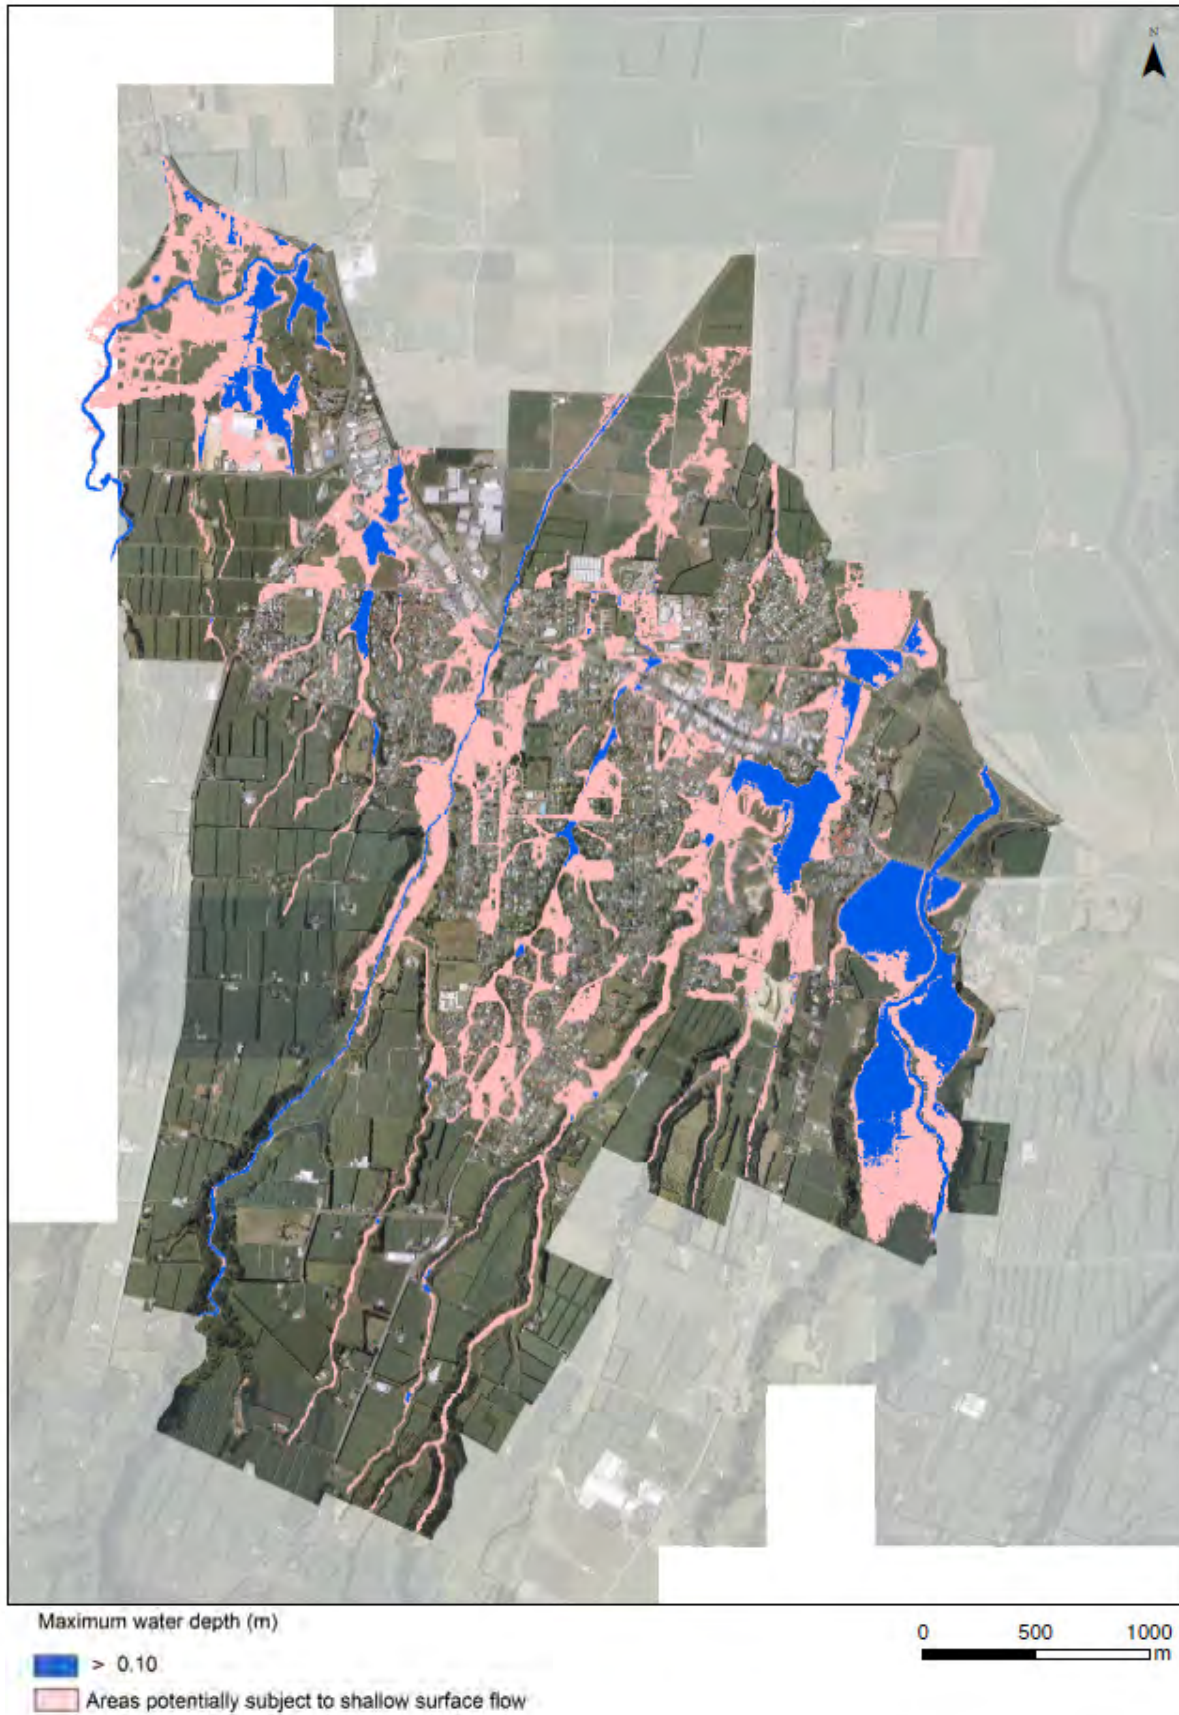 N
Maximum water depth (m)
> 0.10
Areas potentially subject to shallow surface flow
0 500 1000
m